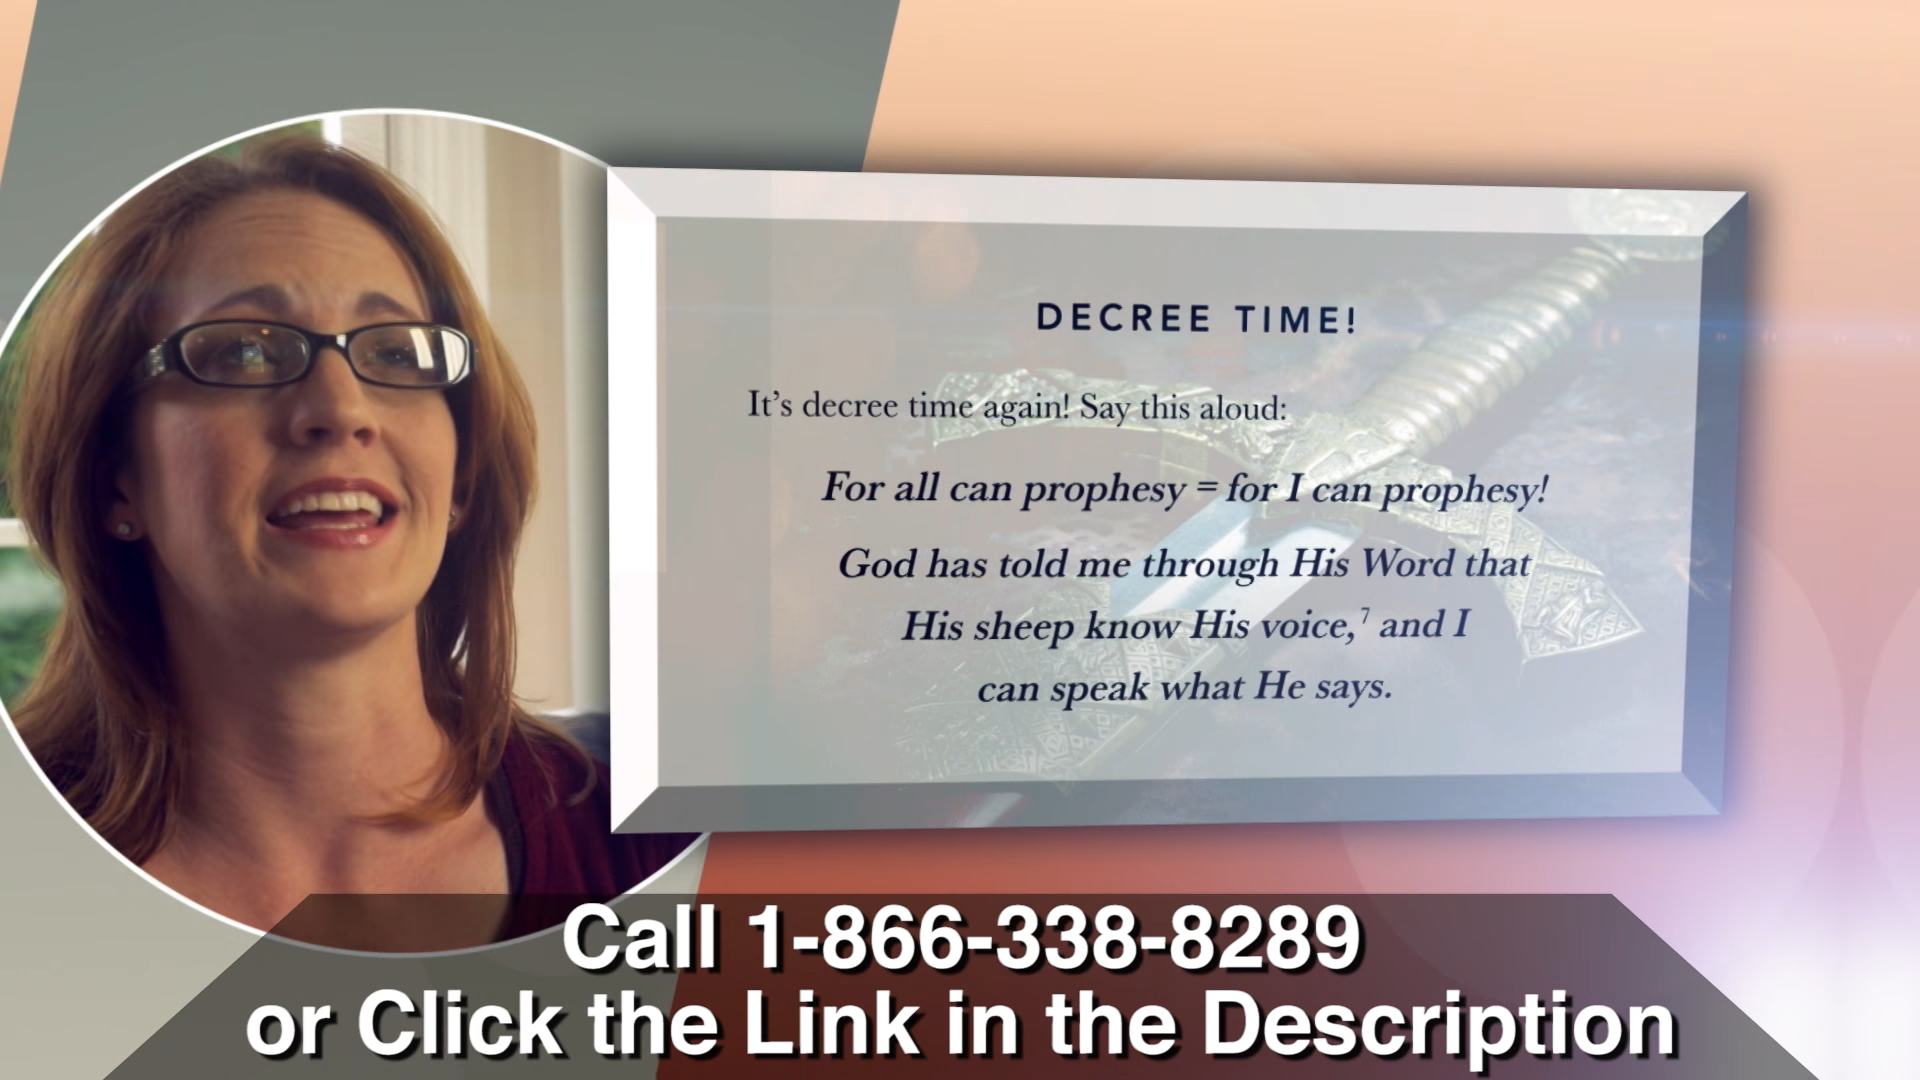 DECREE TIME!
It's decree time again! Say this aloud:
For all can prophesy = for I can prophesy!
God has told me through His Word that
His sheep know His voice,⁷ and I
can speak what He says.
Call 1-866-338-8289
or Click the Link in the Description